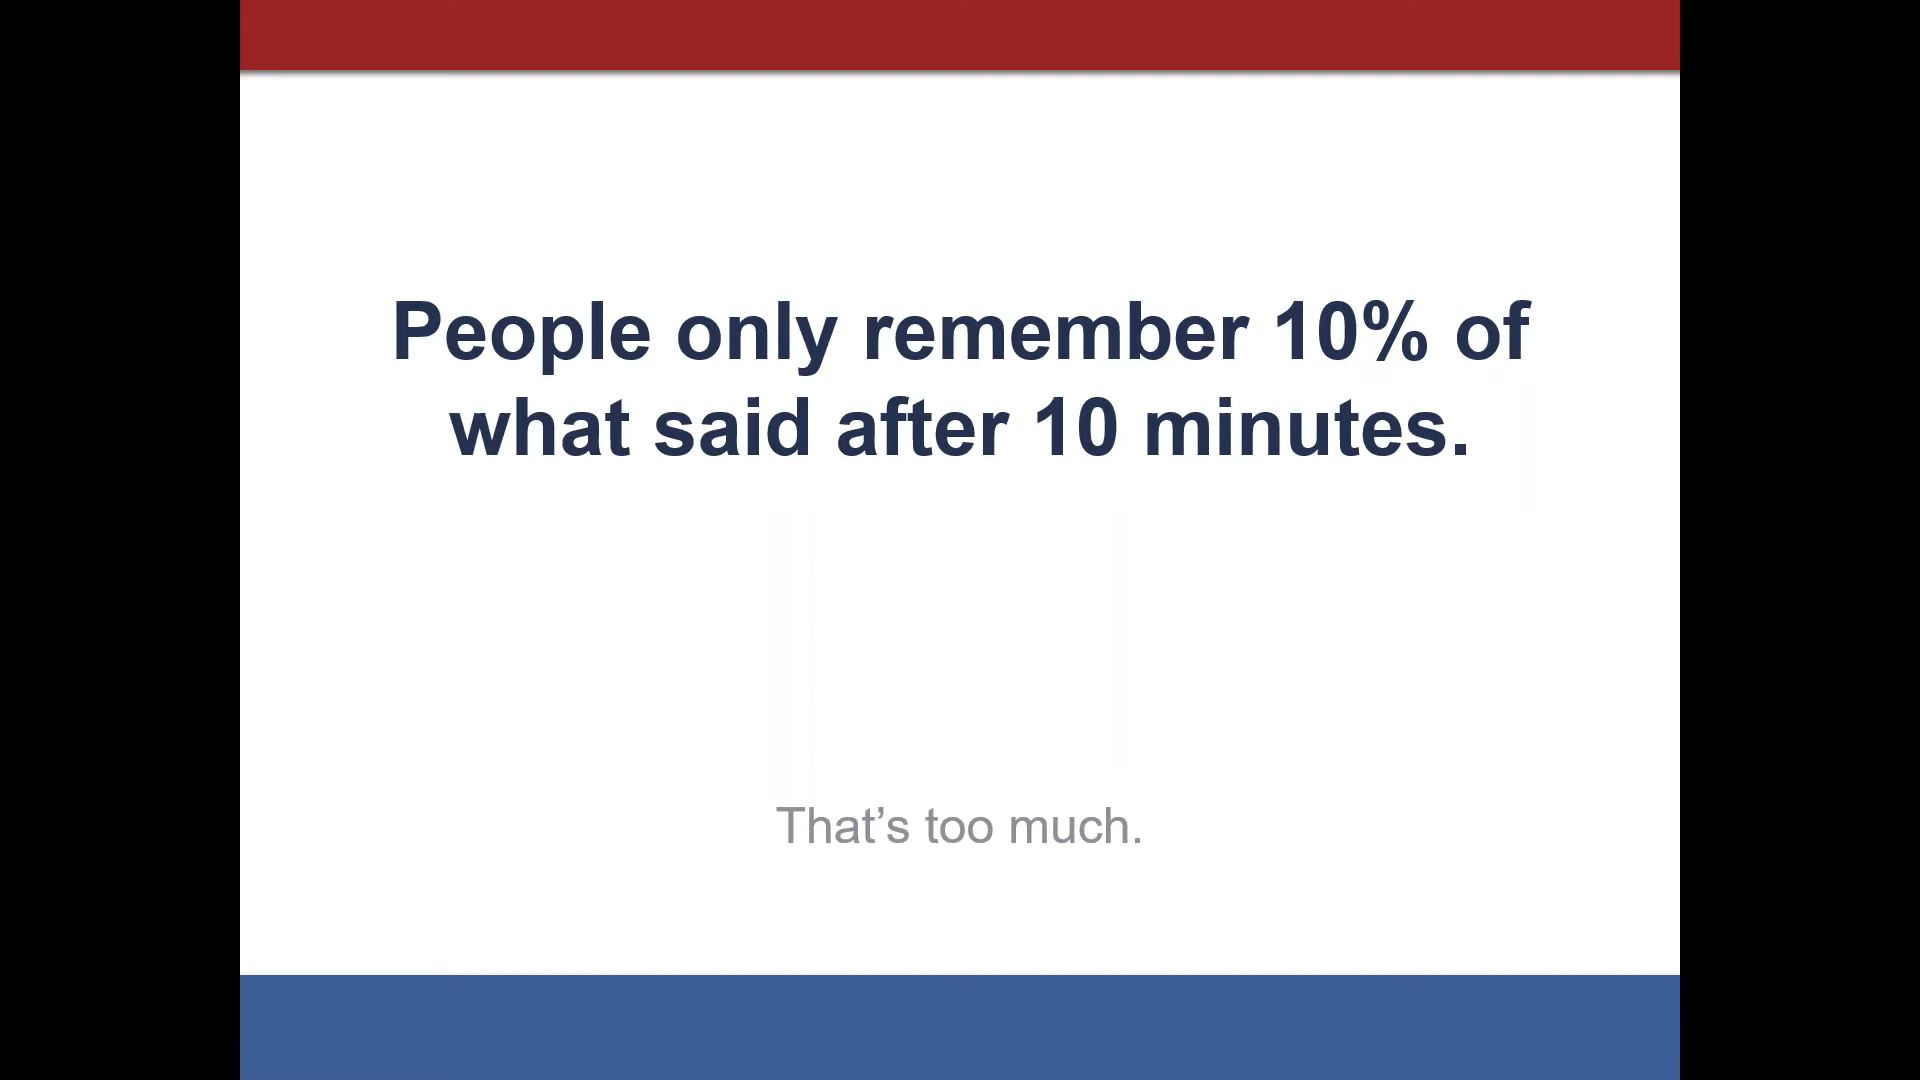 People only remember 10% of
what said after 10 minutes.
That’s too much.